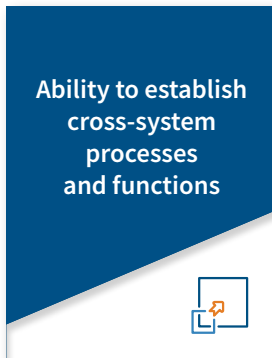 Ability to establish
cross-system
processes
and functions